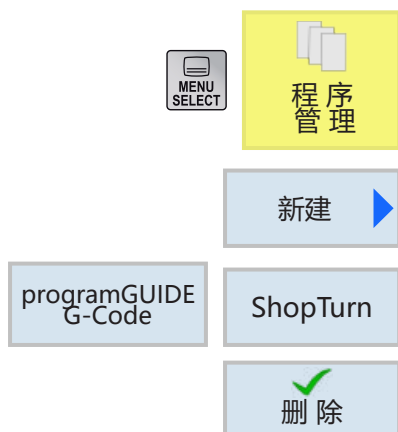 MENU
SELECT
程序
管理
新建
programGUIDE
G-Code
ShopTurn
删除